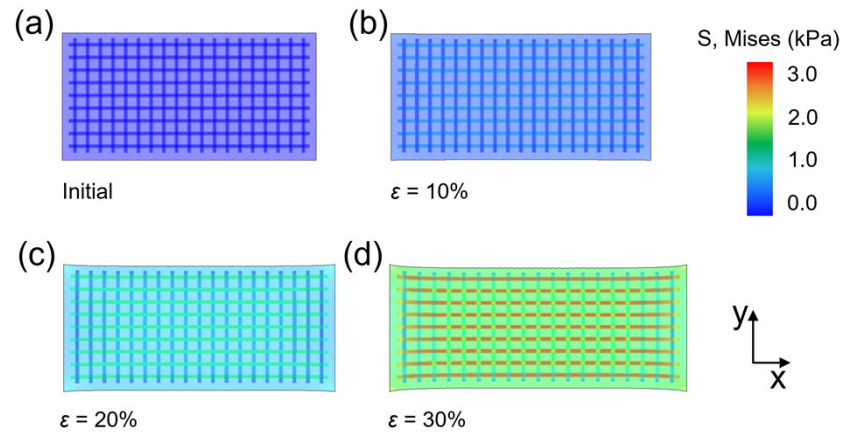 (a)
(b)
S, Mises (kPa)
3.0
2.0
1.0
0.0
Initial
ε = 10%
(c)
(d)
y
x
ε = 20%
ε = 30%